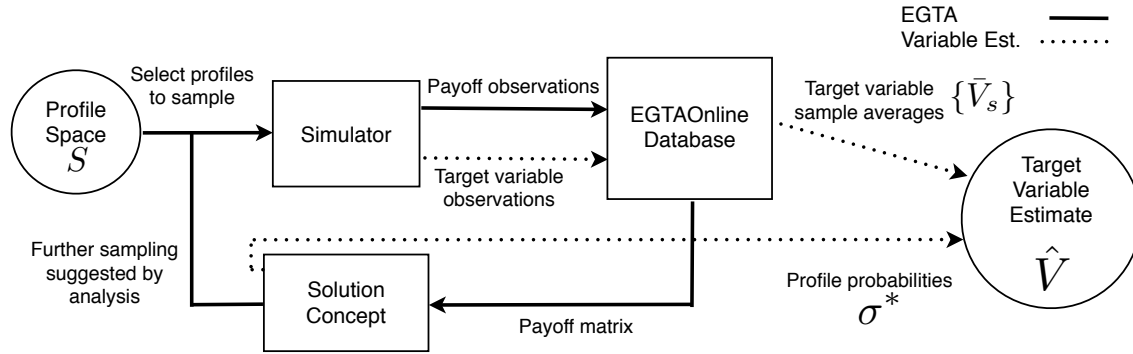 EGTA
Variable Est.
Select profiles
to sample
Profile
Space
S
Simulator
Payoff observations
Target variable
observations
EGTAOnline
Database
Target variable
sample averages {V̄_s}
Target
Variable
Estimate
V̂
Further sampling
suggested by
analysis
Solution
Concept
Payoff matrix
Profile probabilities
σ*